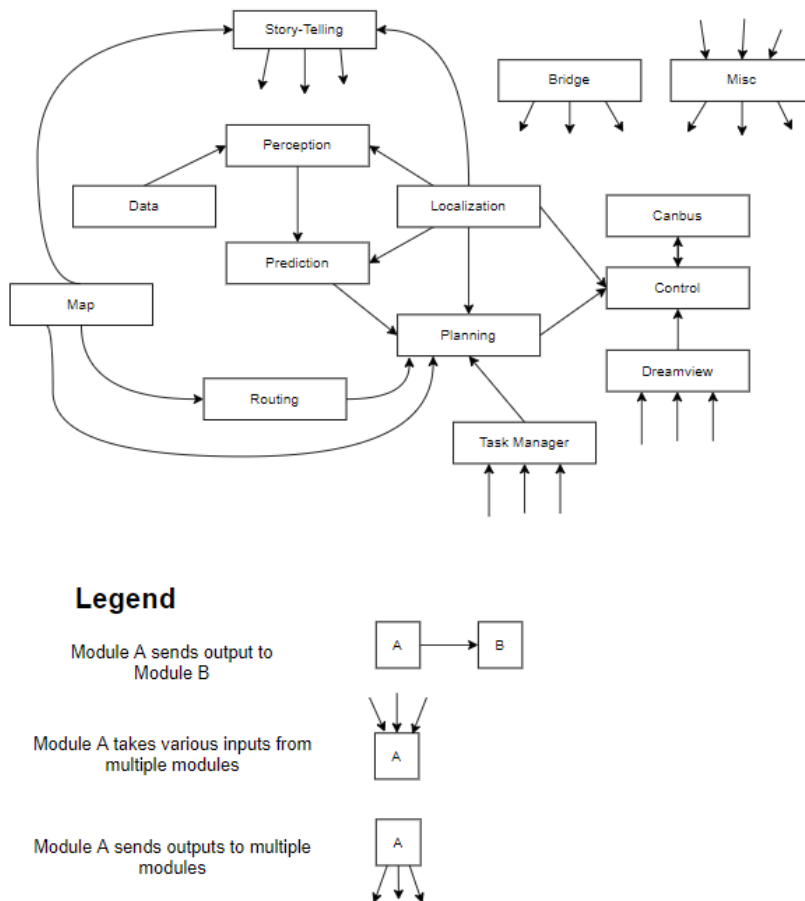 Story-Telling
Bridge
Misc
Perception
Data
Localization
Canbus
Prediction
Control
Map
Planning
Dreamview
Routing
Task Manager
Legend
Module A sends output to
Module B
A
B
Module A takes various inputs from
multiple modules
A
Module A sends outputs to multiple
modules
A